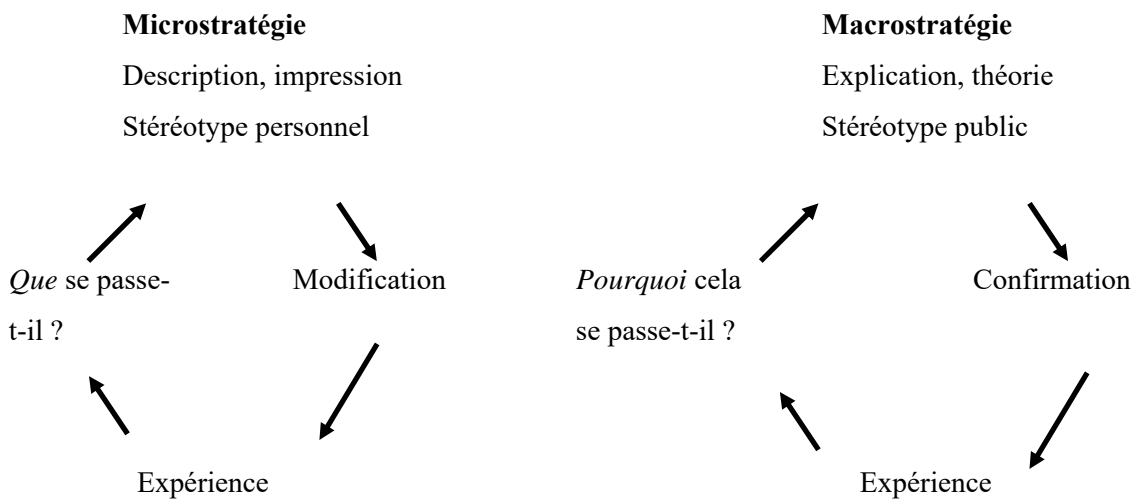 Microstratégie
Description, impression
Stéréotype personnel
Que se passe-
t-il ?
Modification
Expérience
Macrostratégie
Explication, théorie
Stéréotype public
Pourquoi cela
se passe-t-il ?
Confirmation
Expérience